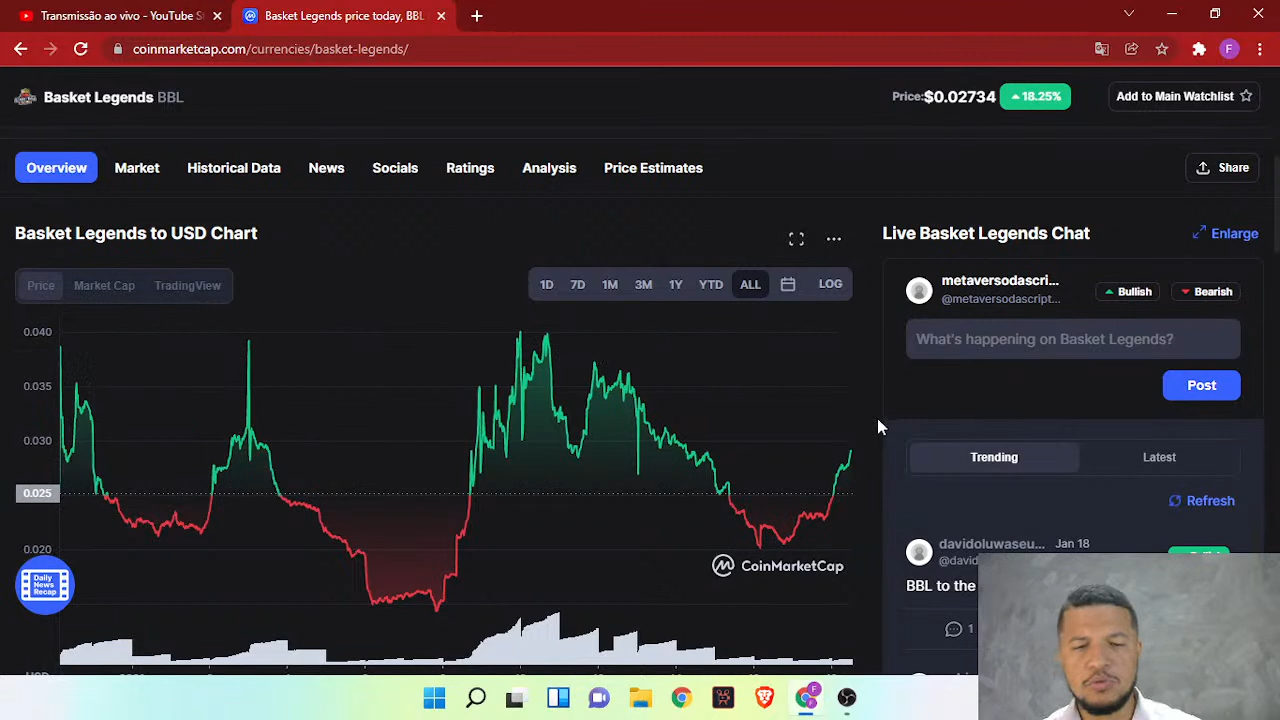 Transmissão ao vivo - YouTube S
Basket Legends price today, BBL
coinmarketcap.com/currencies/basket-legends/
F
Basket Legends BBL
Price:$0.02734
18.25%
Add to Main Watchlist
Overview
Market
Historical Data
News
Socials
Ratings
Analysis
Price Estimates
Share
Basket Legends to USD Chart
Price
Market Cap
TradingView
1D
7D
1M
3M
1Y
YTD
ALL
LOG
0.040
0.035
0.030
0.025
0.020
CoinMarketCap
Daily
News
Recap
Live Basket Legends Chat
Enlarge
metaversodascri...
@metaversodascript...
Bullish
Bearish
What's happening on Basket Legends?
Post
Trending
Latest
Refresh
davidoluwaseu...
Jan 18
@david
BBL to the
1
F